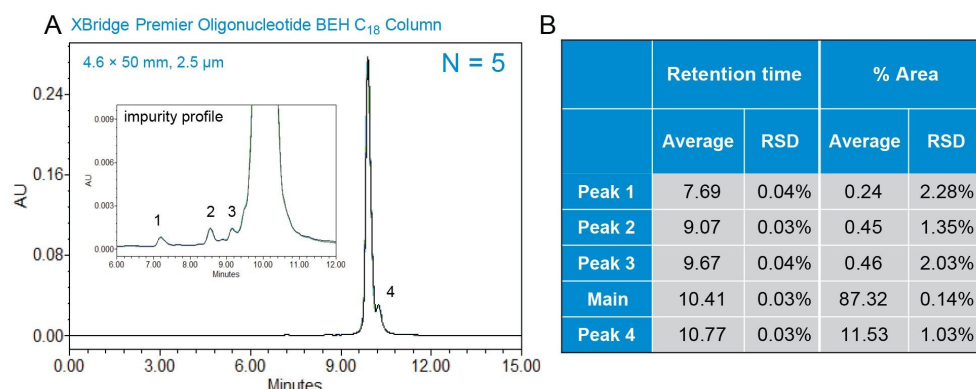 A XBridge Premier Oligonucleotide BEH C18 Column
4.6 × 50 mm, 2.5 µm
N = 5
impurity profile
AU
0.24
0.16
0.08
0.00
AU
0.009
0.006
0.003
0.000
1
2
3
4
6.00 7.00 8.00 9.00 10.00 11.00 12.00
Minutes
0.00 3.00 6.00 9.00 12.00 15.00
Minutes
B
Retention time % Area
Average RSD Average RSD
Peak 1 7.69 0.04% 0.24 2.28%
Peak 2 9.07 0.03% 0.45 1.35%
Peak 3 9.67 0.04% 0.46 2.03%
Main 10.41 0.03% 87.32 0.14%
Peak 4 10.77 0.03% 11.53 1.03%